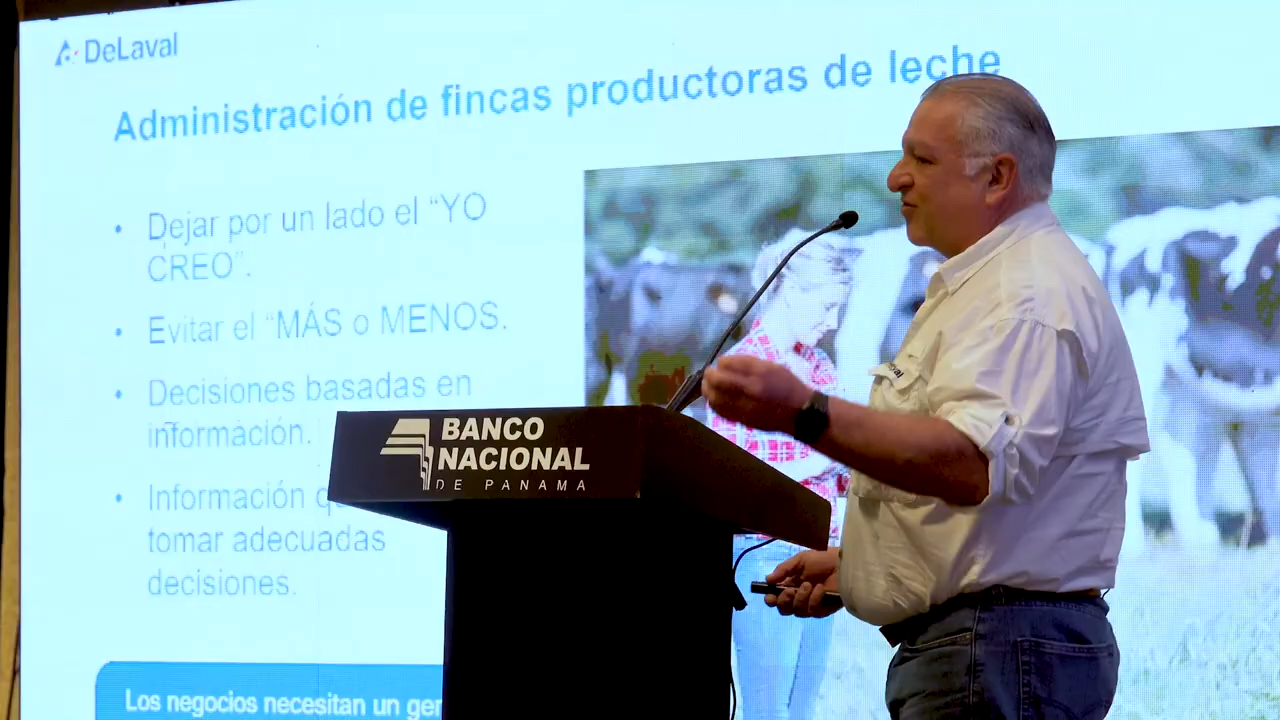 DeLaval
Administración de fincas productoras de leche
• Dejar por un lado el “YO
CREO”.
• Evitar el “MÁS o MENOS.
• Decisiones basadas en
información.
• Información
tomar adecuadas
decisiones.
Los negocios necesitan un
BANCO
NACIONAL
DE PANAMA